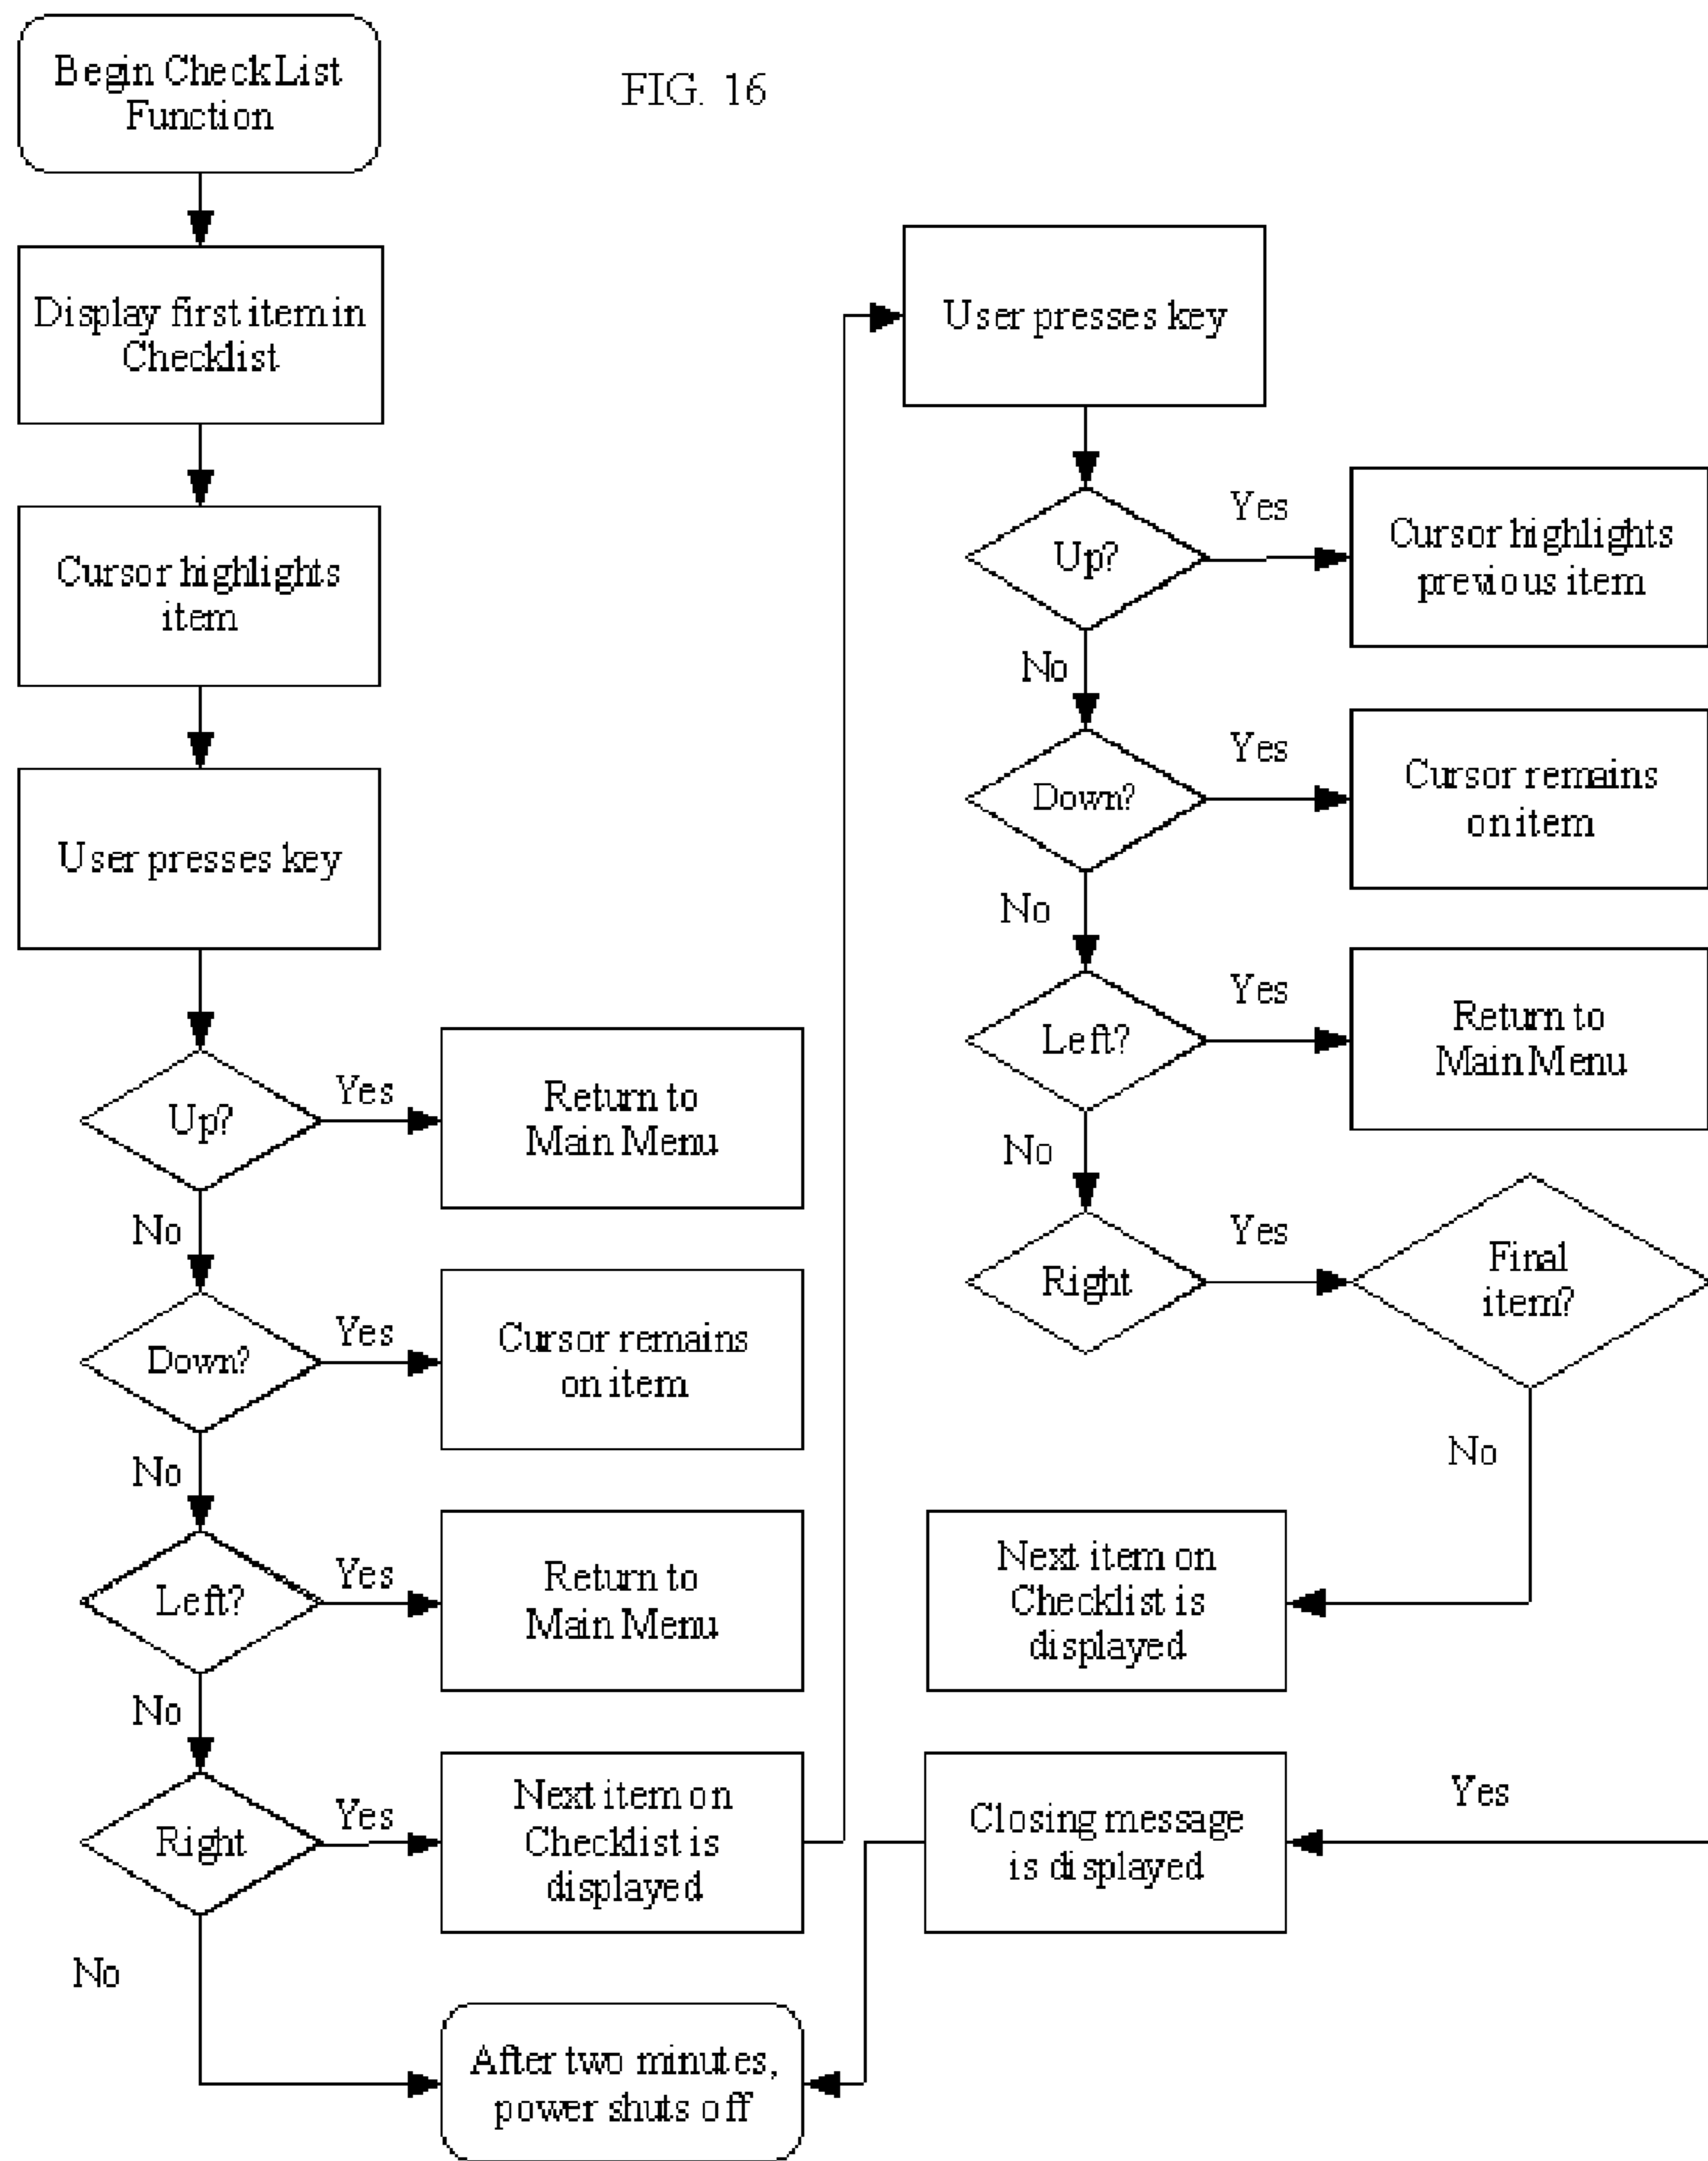 FIG. 16
Begin CheckList
Function
Display first item in
Checklist
Cursor highlights
item
User presses key
Up?
Yes
Return to
Main Menu
No
Down?
Yes
Cursor remains
on item
No
Left?
Yes
Return to
Main Menu
No
Right
Yes
Next item on
Checklist is
displayed
No
After two minutes,
power shuts off
User presses key
Up?
Yes
Cursor highlights
previous item
No
Down?
Yes
Cursor remains
on item
No
Left?
Yes
Return to
Main Menu
No
Right
Yes
Final
item?
No
Next item on
Checklist is
displayed
Yes
Closing message
is displayed